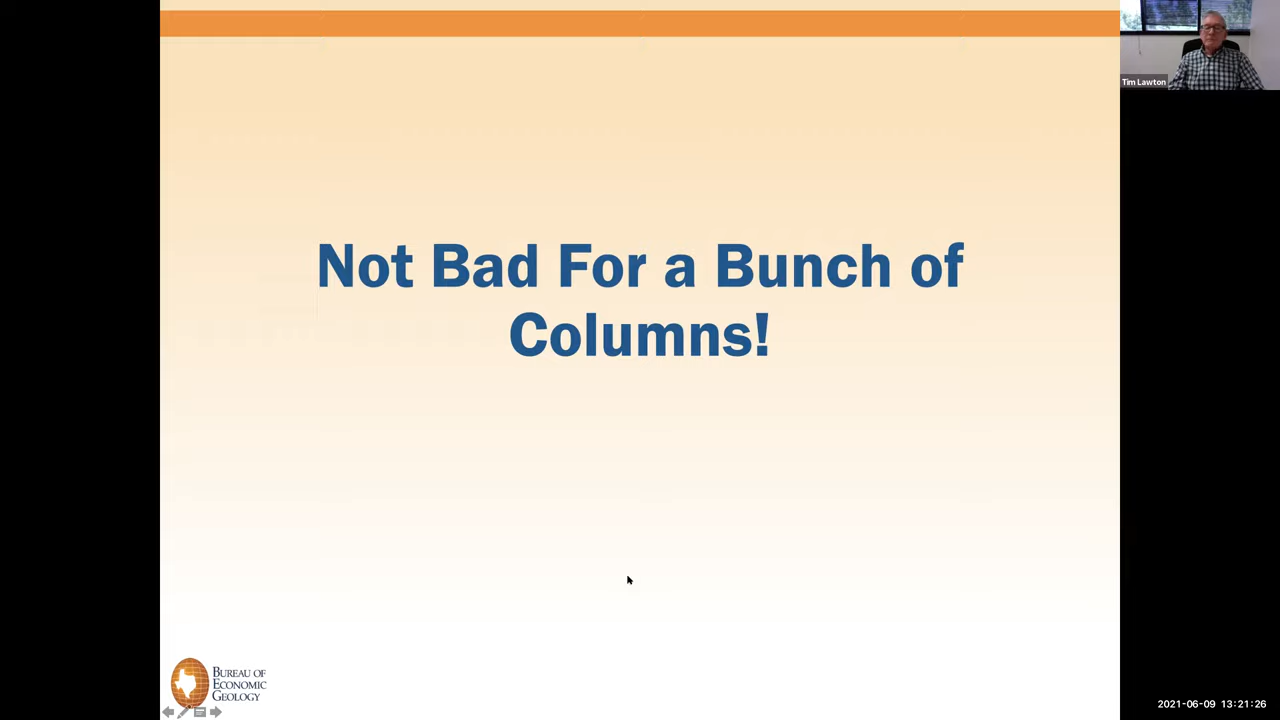 Tim Lawton
Not Bad For a Bunch of
Columns!
BUREAU OF
ECONOMIC
GEOLOGY
2021-06-09 13:21:26